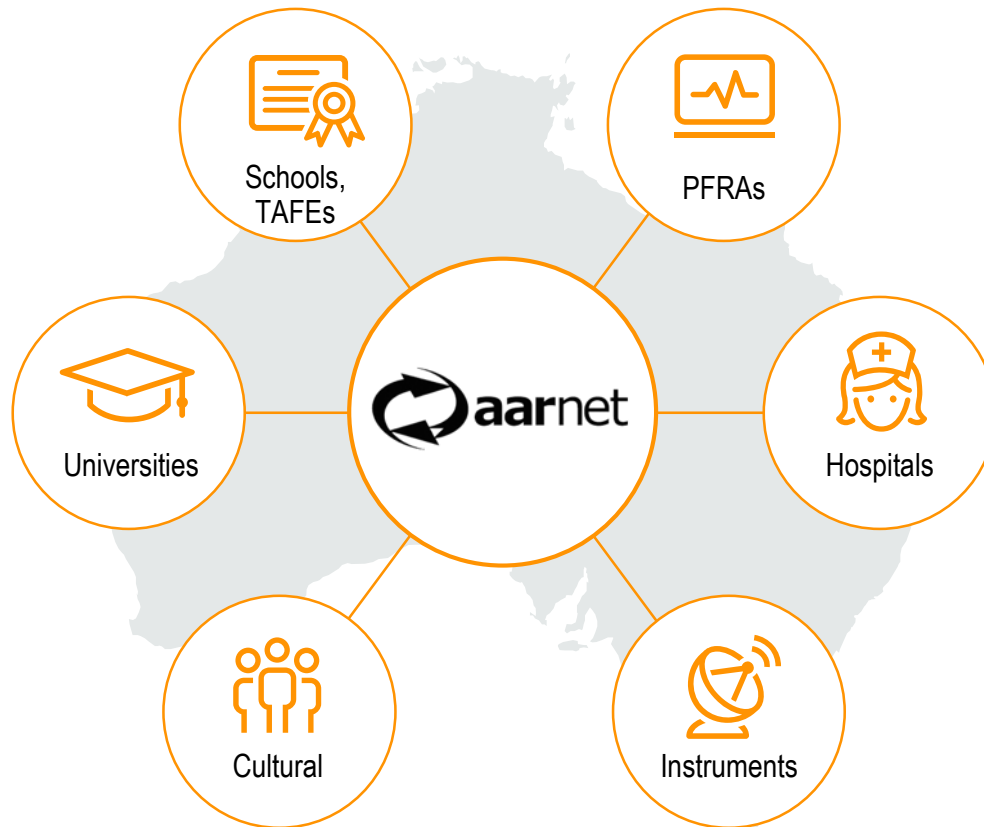 Schools,
TAFEs
PFRAs
aarnet
Universities
Hospitals
Cultural
Instruments